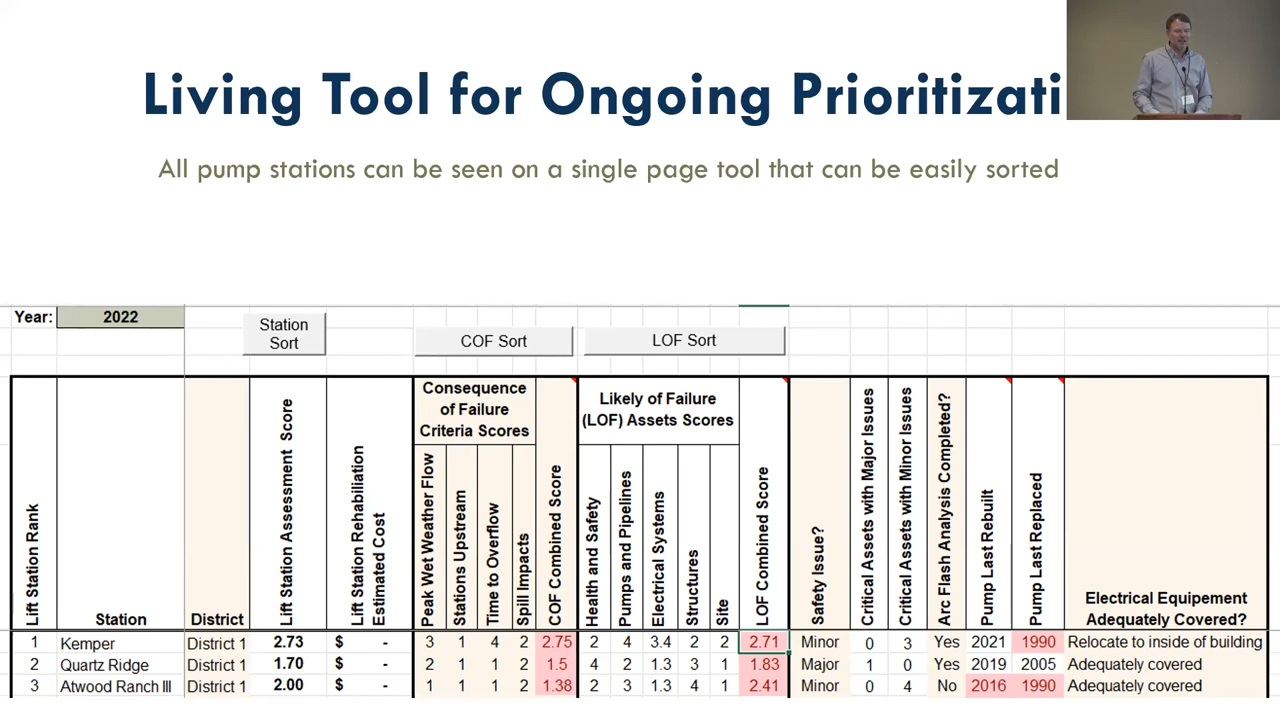 Living Tool for Ongoing Prioritizati
All pump stations can be seen on a single page tool that can be easily sorted
Year: 2022
Station
Sort
COF Sort
LOF Sort
Lift Station Rank
Station
District
Lift Station Assessment Score
Lift Station Rehabiliation
Estimated Cost
Consequence
of Failure
Criteria Scores
Peak Wet Weather Flow
Stations Upstream
Time to Overflow
Spill Impacts
COF Combined Score
Likely of Failure
(LOF) Assets Scores
Health and Safety
Pumps and Pipelines
Electrical Systems
Structures
Site
LOF Combined Score
Safety Issue?
Critical Assets with Major Issues
Critical Assets with Minor Issues
Arc Flash Analysis Completed?
Pump Last Rebuilt
Pump Last Replaced
Electrical Equipement
Adequately Covered?
1 Kemper District 1 2.73 $ - 3 1 4 2 2.75 2 4 3.4 2 2 2.71 Minor 0 3 Yes 2021 1990 Relocate to inside of building
2 Quartz Ridge District 1 1.70 $ - 2 1 1 2 1.5 4 2 1.3 3 1 1.83 Major 1 0 Yes 2019 2005 Adequately covered
3 Atwood Ranch III District 1 2.00 $ - 1 1 1 2 1.38 2 3 1.3 4 1 2.41 Minor 0 4 No 2016 1990 Adequately covered